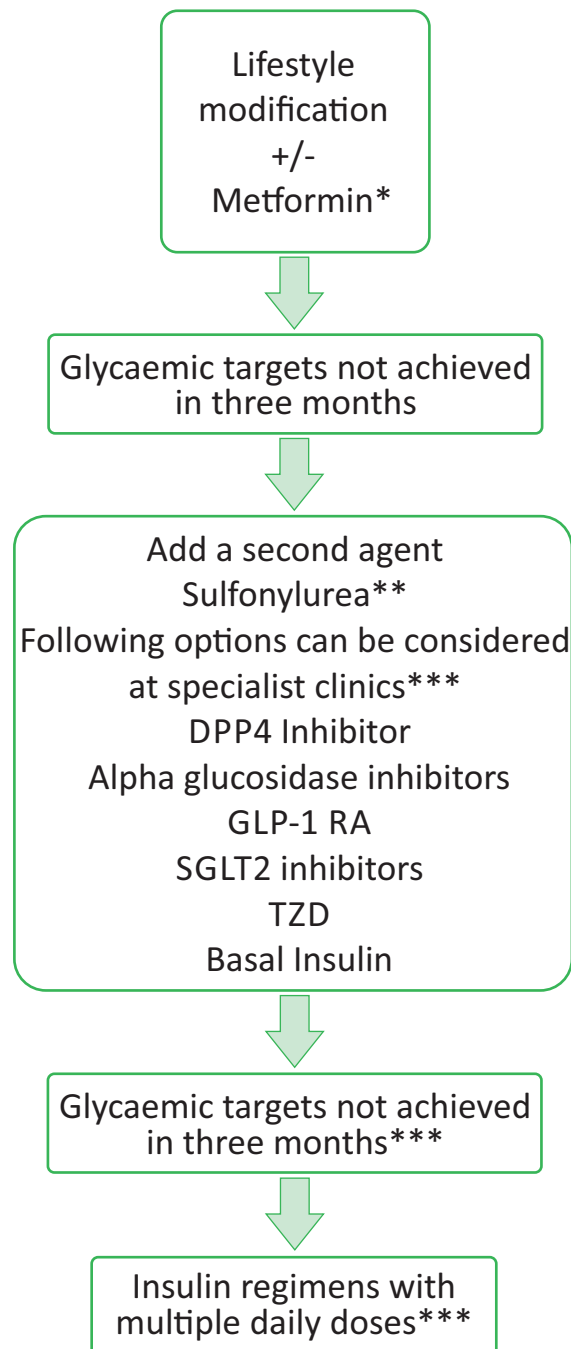 Lifestyle
modification
+/-
Metformin*
Glycaemic targets not achieved
in three months
Add a second agent
Sulfonylurea**
Following options can be considered
at specialist clinics***
DPP4 Inhibitor
Alpha glucosidase inhibitors
GLP-1 RA
SGLT2 inhibitors
TZD
Basal Insulin
Glycaemic targets not achieved
in three months***
Insulin regimens with
multiple daily doses***